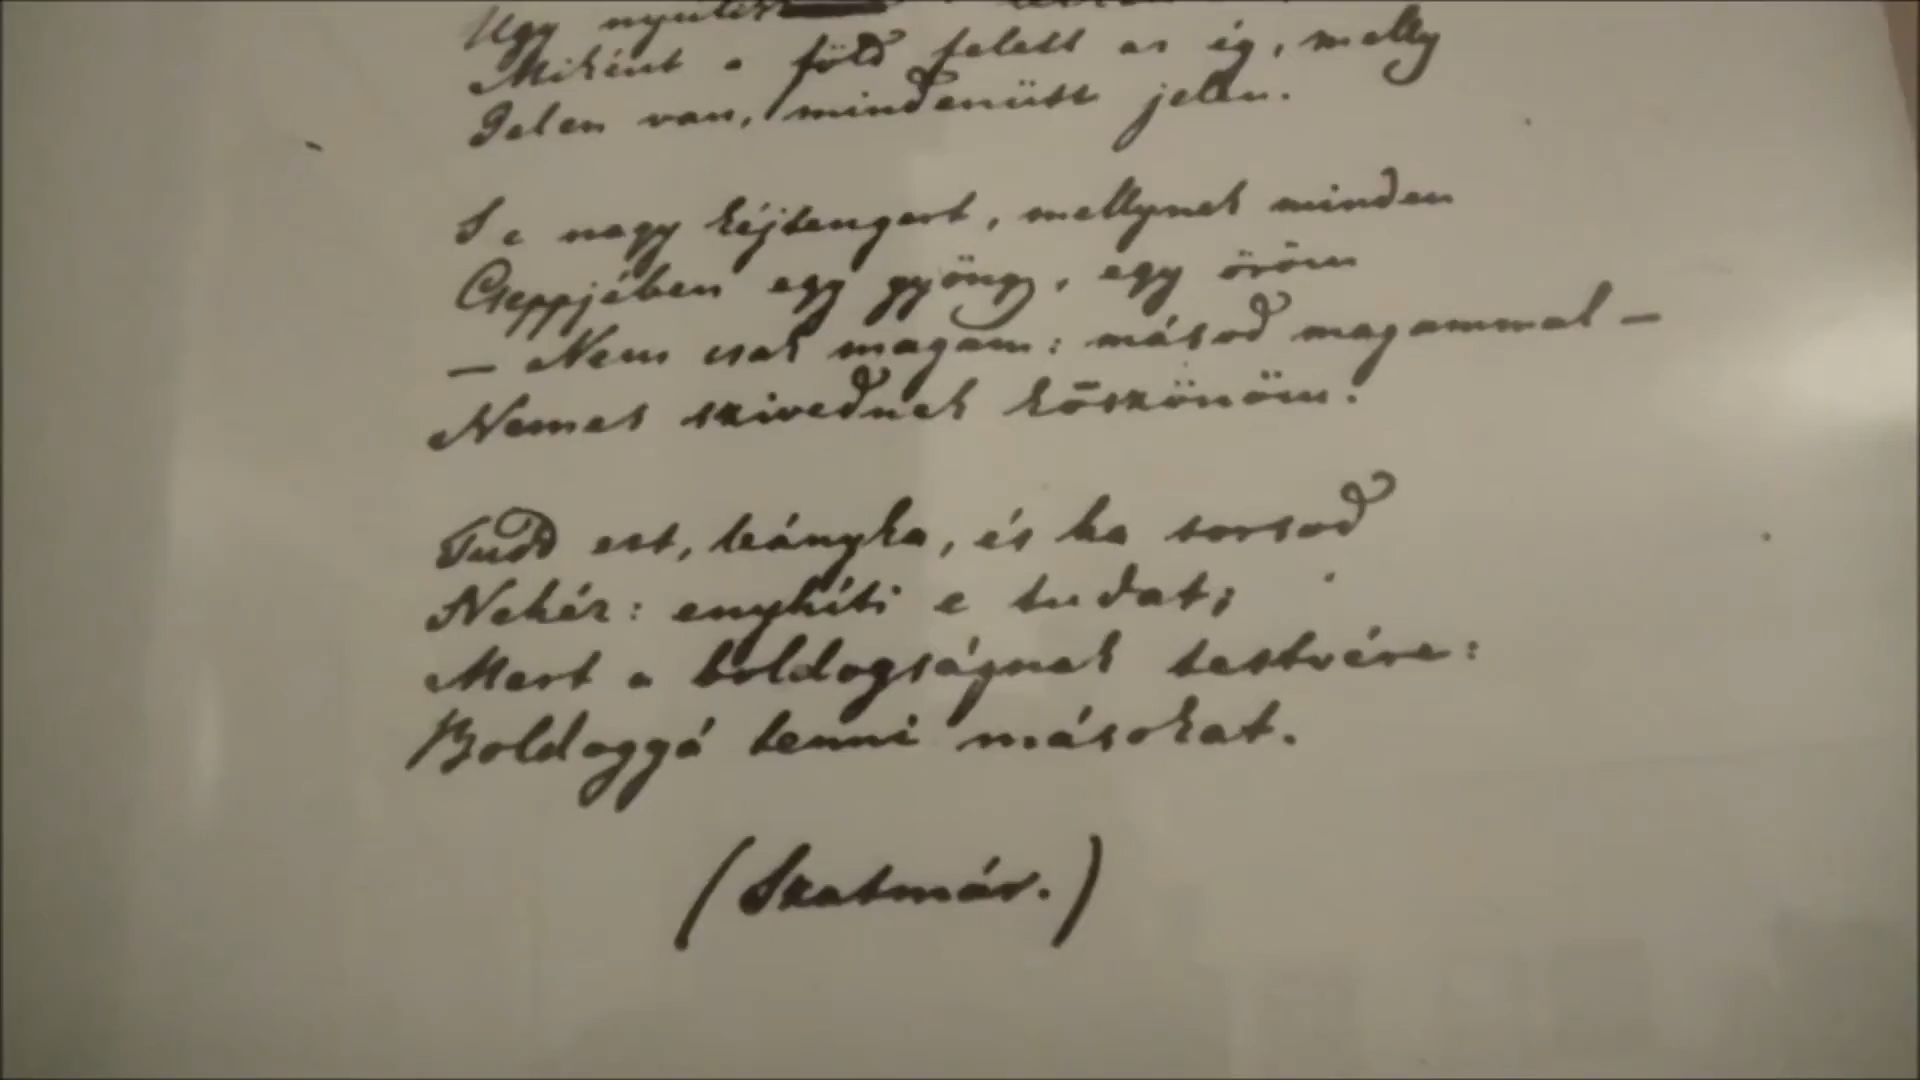 Ugy
Miként a föld felett az ég, melly
Jelen van, mindenütt jelen.
S e nagy kéjtengert, mellynek minden
Cseppjében egy gyöngy, egy öröm
— Nem csak magam: másod magammal —
Nemes szivednek köszönöm.
Tudd ezt, leányka, és ha sorsod
Nehéz: enyhíti e tudat;
Mert a boldogságnak testvére:
Boldoggá tenni másokat.
(Szatmár.)